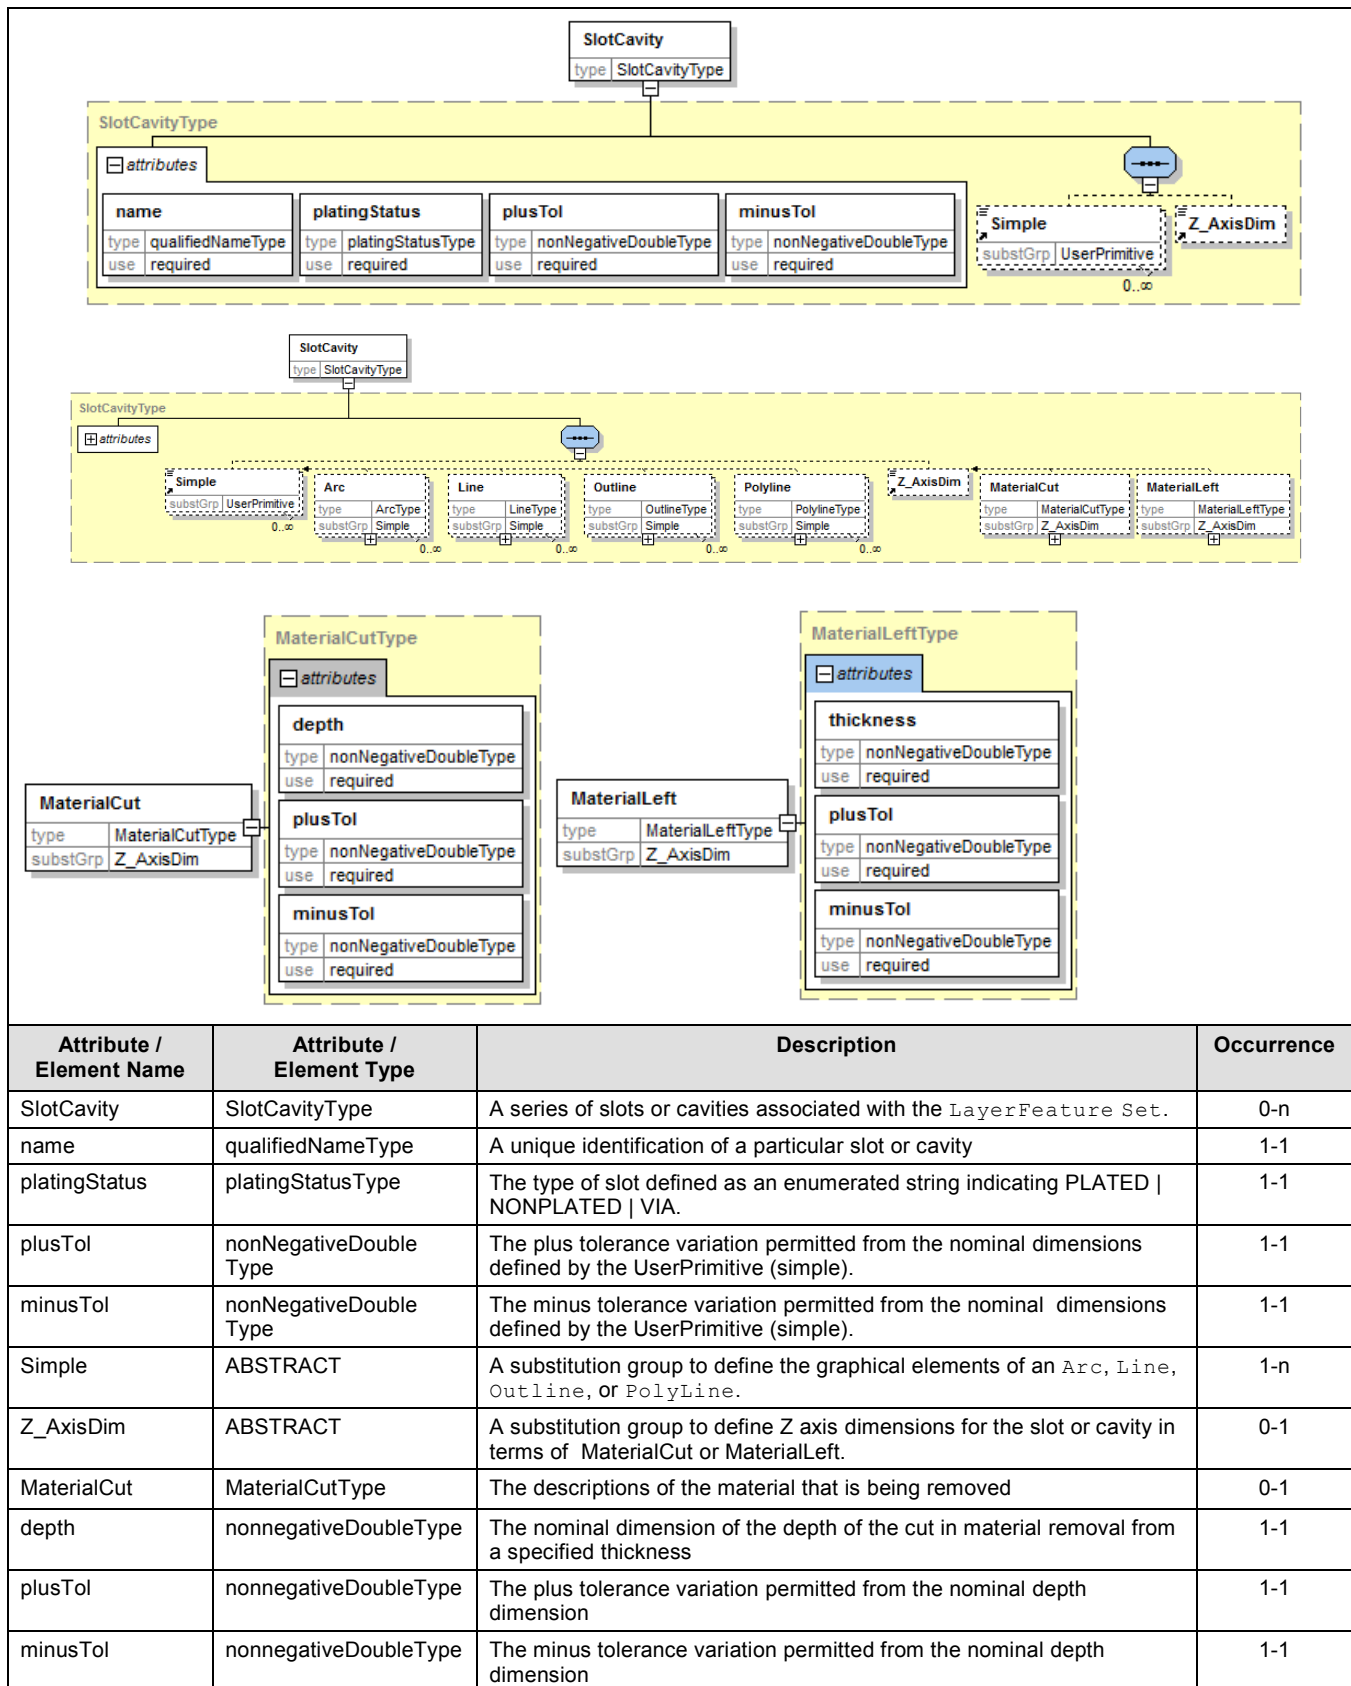 SlotCavity
type SlotCavityType
SlotCavityType
attributes
name
type qualifiedNameType
use required
platingStatus
type platingStatusType
use required
plusTol
type nonNegativeDoubleType
use required
minusTol
type nonNegativeDoubleType
use required
Simple
substGrp UserPrimitive
0..∞
Z_AxisDim
SlotCavity
type SlotCavityType
SlotCavityType
attributes
Simple
substGrp UserPrimitive
0..∞
Arc
type ArcType
substGrp Simple
0..∞
Line
type LineType
substGrp Simple
0..∞
Outline
type OutlineType
substGrp Simple
0..∞
Polyline
type PolylineType
substGrp Simple
0..∞
Z_AxisDim
MaterialCut
type MaterialCutType
substGrp Z_AxisDim
MaterialLeft
type MaterialLeftType
substGrp Z_AxisDim
MaterialCut
type MaterialCutType
substGrp Z_AxisDim
MaterialCutType
attributes
depth
type nonNegativeDoubleType
use required
plusTol
type nonNegativeDoubleType
use required
minusTol
type nonNegativeDoubleType
use required
MaterialLeft
type MaterialLeftType
substGrp Z_AxisDim
MaterialLeftType
attributes
thickness
type nonNegativeDoubleType
use required
plusTol
type nonNegativeDoubleType
use required
minusTol
type nonNegativeDoubleType
use required
Attribute /
Element Name
Attribute /
Element Type
Description
Occurrence
SlotCavity
SlotCavityType
A series of slots or cavities associated with the LayerFeature Set.
0-n
name
qualifiedNameType
A unique identification of a particular slot or cavity
1-1
platingStatus
platingStatusType
The type of slot defined as an enumerated string indicating PLATED |
NONPLATED | VIA.
1-1
plusTol
nonNegativeDouble
Type
The plus tolerance variation permitted from the nominal dimensions
defined by the UserPrimitive (simple).
1-1
minusTol
nonNegativeDouble
Type
The minus tolerance variation permitted from the nominal dimensions
defined by the UserPrimitive (simple).
1-1
Simple
ABSTRACT
A substitution group to define the graphical elements of an Arc, Line,
Outline, or PolyLine.
1-n
Z_AxisDim
ABSTRACT
A substitution group to define Z axis dimensions for the slot or cavity in
terms of MaterialCut or MaterialLeft.
0-1
MaterialCut
MaterialCutType
The descriptions of the material that is being removed
0-1
depth
nonnegativeDoubleType
The nominal dimension of the depth of the cut in material removal from
a specified thickness
1-1
plusTol
nonnegativeDoubleType
The plus tolerance variation permitted from the nominal depth
dimension
1-1
minusTol
nonnegativeDoubleType
The minus tolerance variation permitted from the nominal depth
dimension
1-1